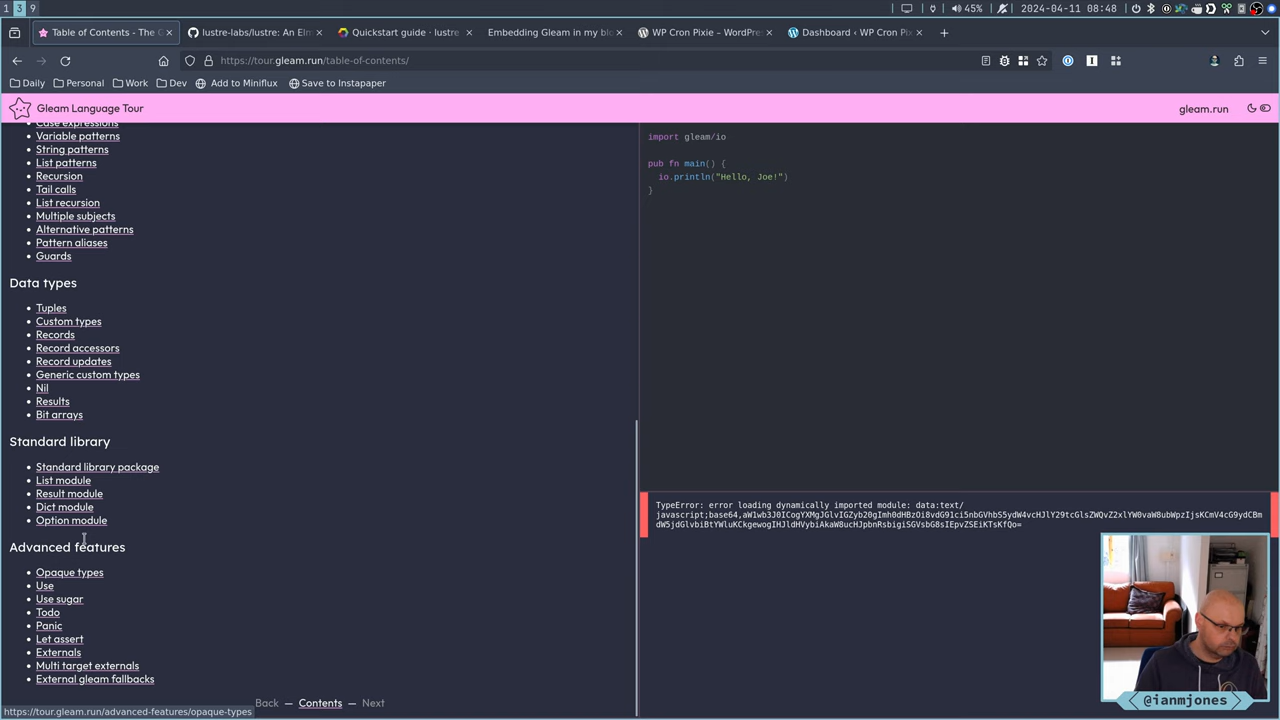 1 3 9
45%
2024-04-11 08:48
Table of Contents - The G
lustre-labs/lustre: An Elm
Quickstart guide · lustre
Embedding Gleam in my blo
WP Cron Pixie – WordPre
Dashboard ‹ WP Cron Pix
https://tour.gleam.run/table-of-contents/
Daily
Personal
Work
Dev
Add to Miniflux
Save to Instapaper
Gleam Language Tour
gleam.run
Case expressions
Variable patterns
String patterns
List patterns
Recursion
Tail calls
List recursion
Multiple subjects
Alternative patterns
Pattern aliases
Guards
Data types
Tuples
Custom types
Records
Record accessors
Record updates
Generic custom types
Nil
Results
Bit arrays
Standard library
Standard library package
List module
Result module
Dict module
Option module
Advanced features
Opaque types
Use
Use sugar
Todo
Panic
Let assert
Externals
Multi target externals
External gleam fallbacks
Back — Contents — Next
https://tour.gleam.run/advanced-features/opaque-types
import gleam/io
pub fn main() {
io.println("Hello, Joe!")
}
TypeError: error loading dynamically imported module: data:text/
@ianmjones